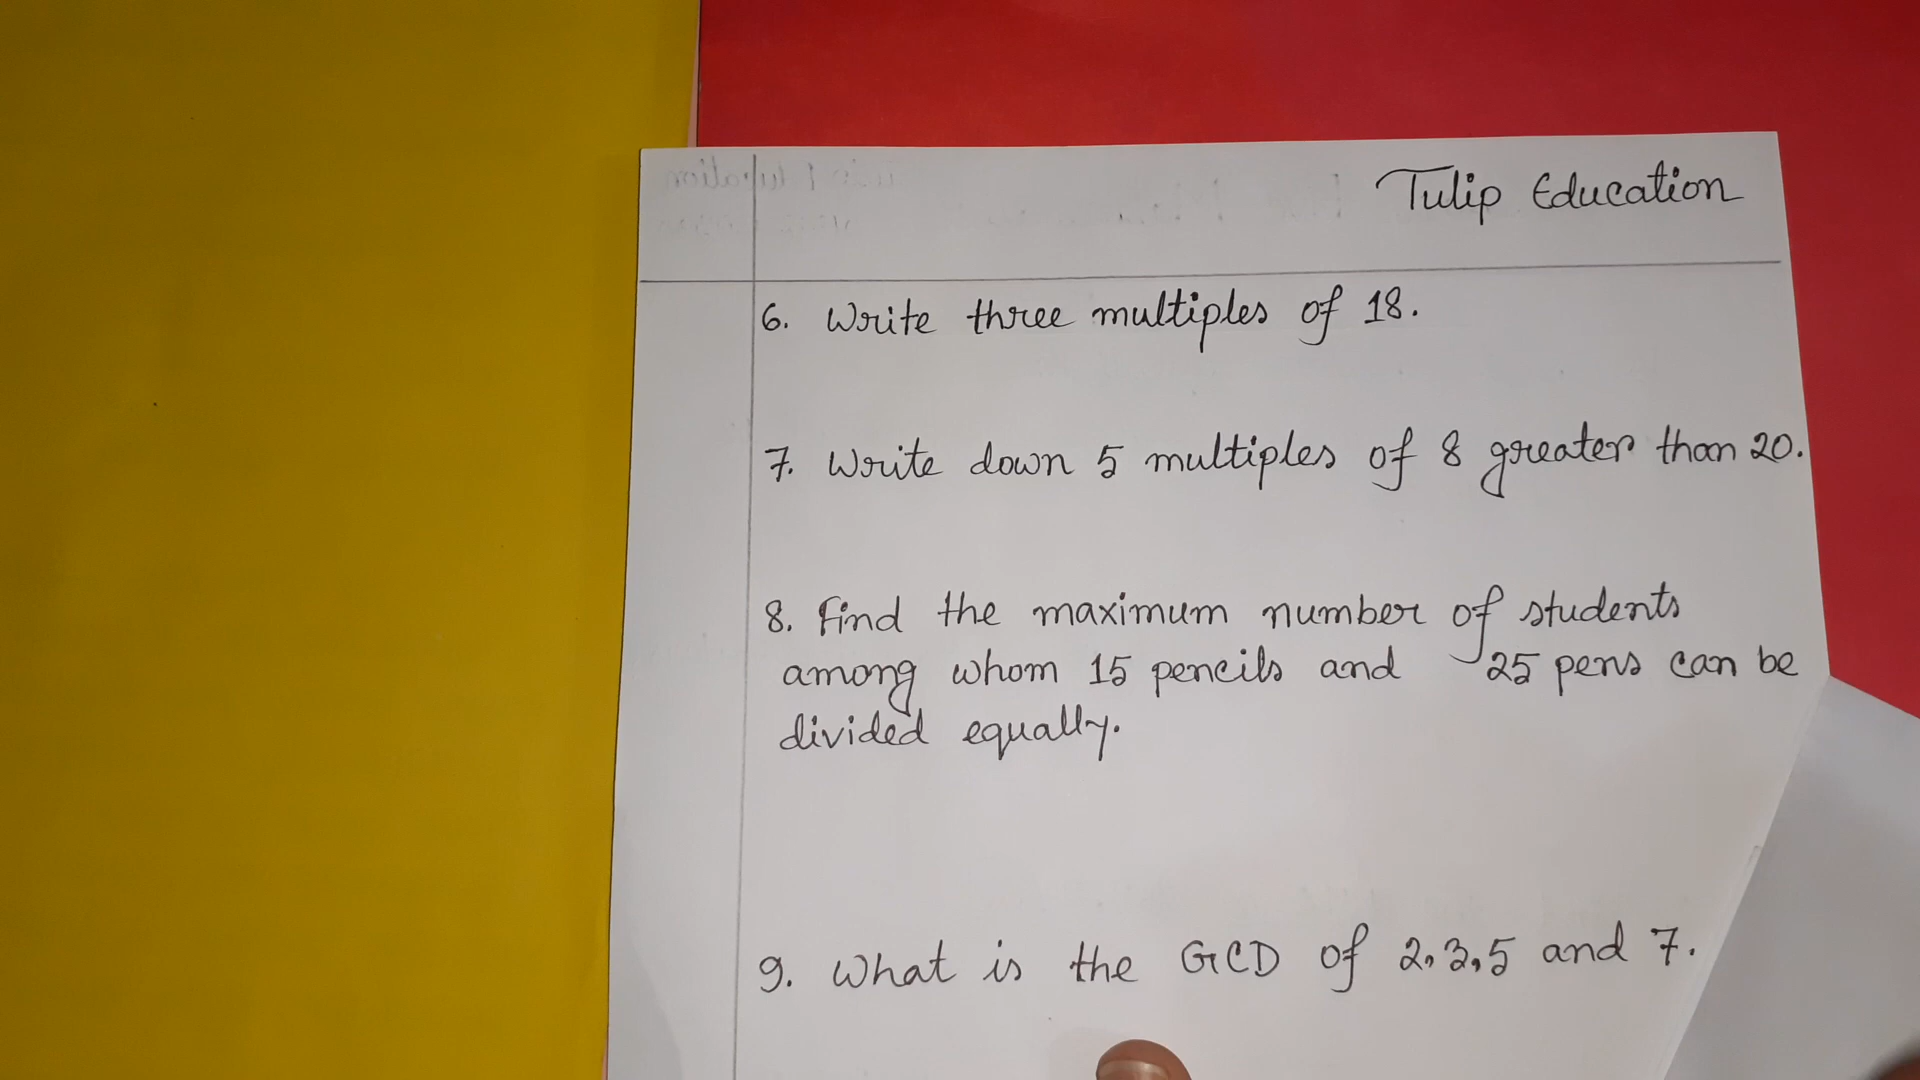 Tulip Education
6. Write three multiples of 18.
7. Write down 5 multiples of 8 greater than 20.
8. Find the maximum number of students
among whom 15 pencils and 25 pens can be
divided equally.
9. What is the GCD of 2, 3, 5 and 7.